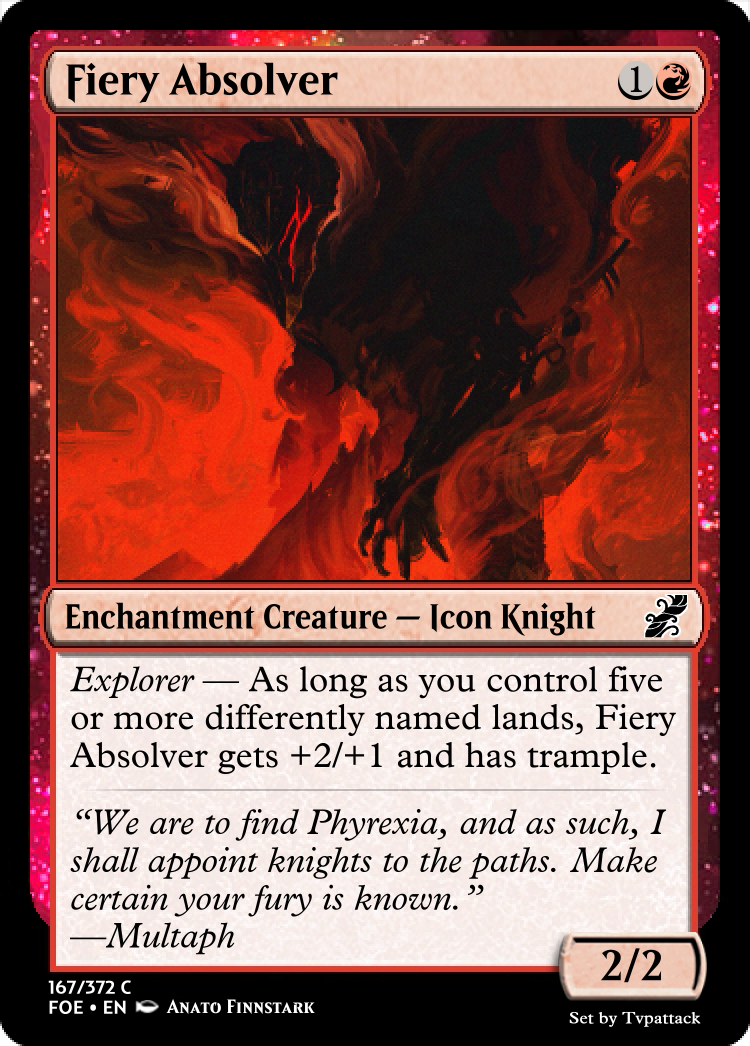 Fiery Absolver 1
Enchantment Creature — Icon Knight
Explorer — As long as you control five
or more differently named lands, Fiery
Absolver gets +2/+1 and has trample.
“We are to find Phyrexia, and as such, I
shall appoint knights to the paths. Make
certain your fury is known.”
—Multaph
2/2
167/372 C
FOE • EN Anato Finnstark
Set by Tvpattack